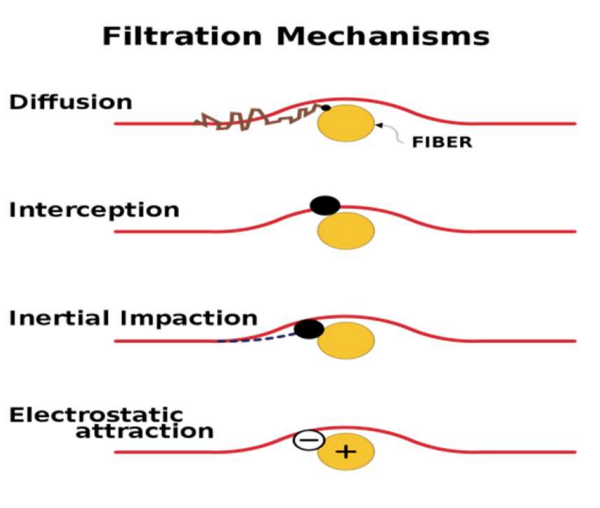 Filtration Mechanisms
Diffusion
FIBER
Interception
Inertial Impaction
Electrostatic
attraction
−
+